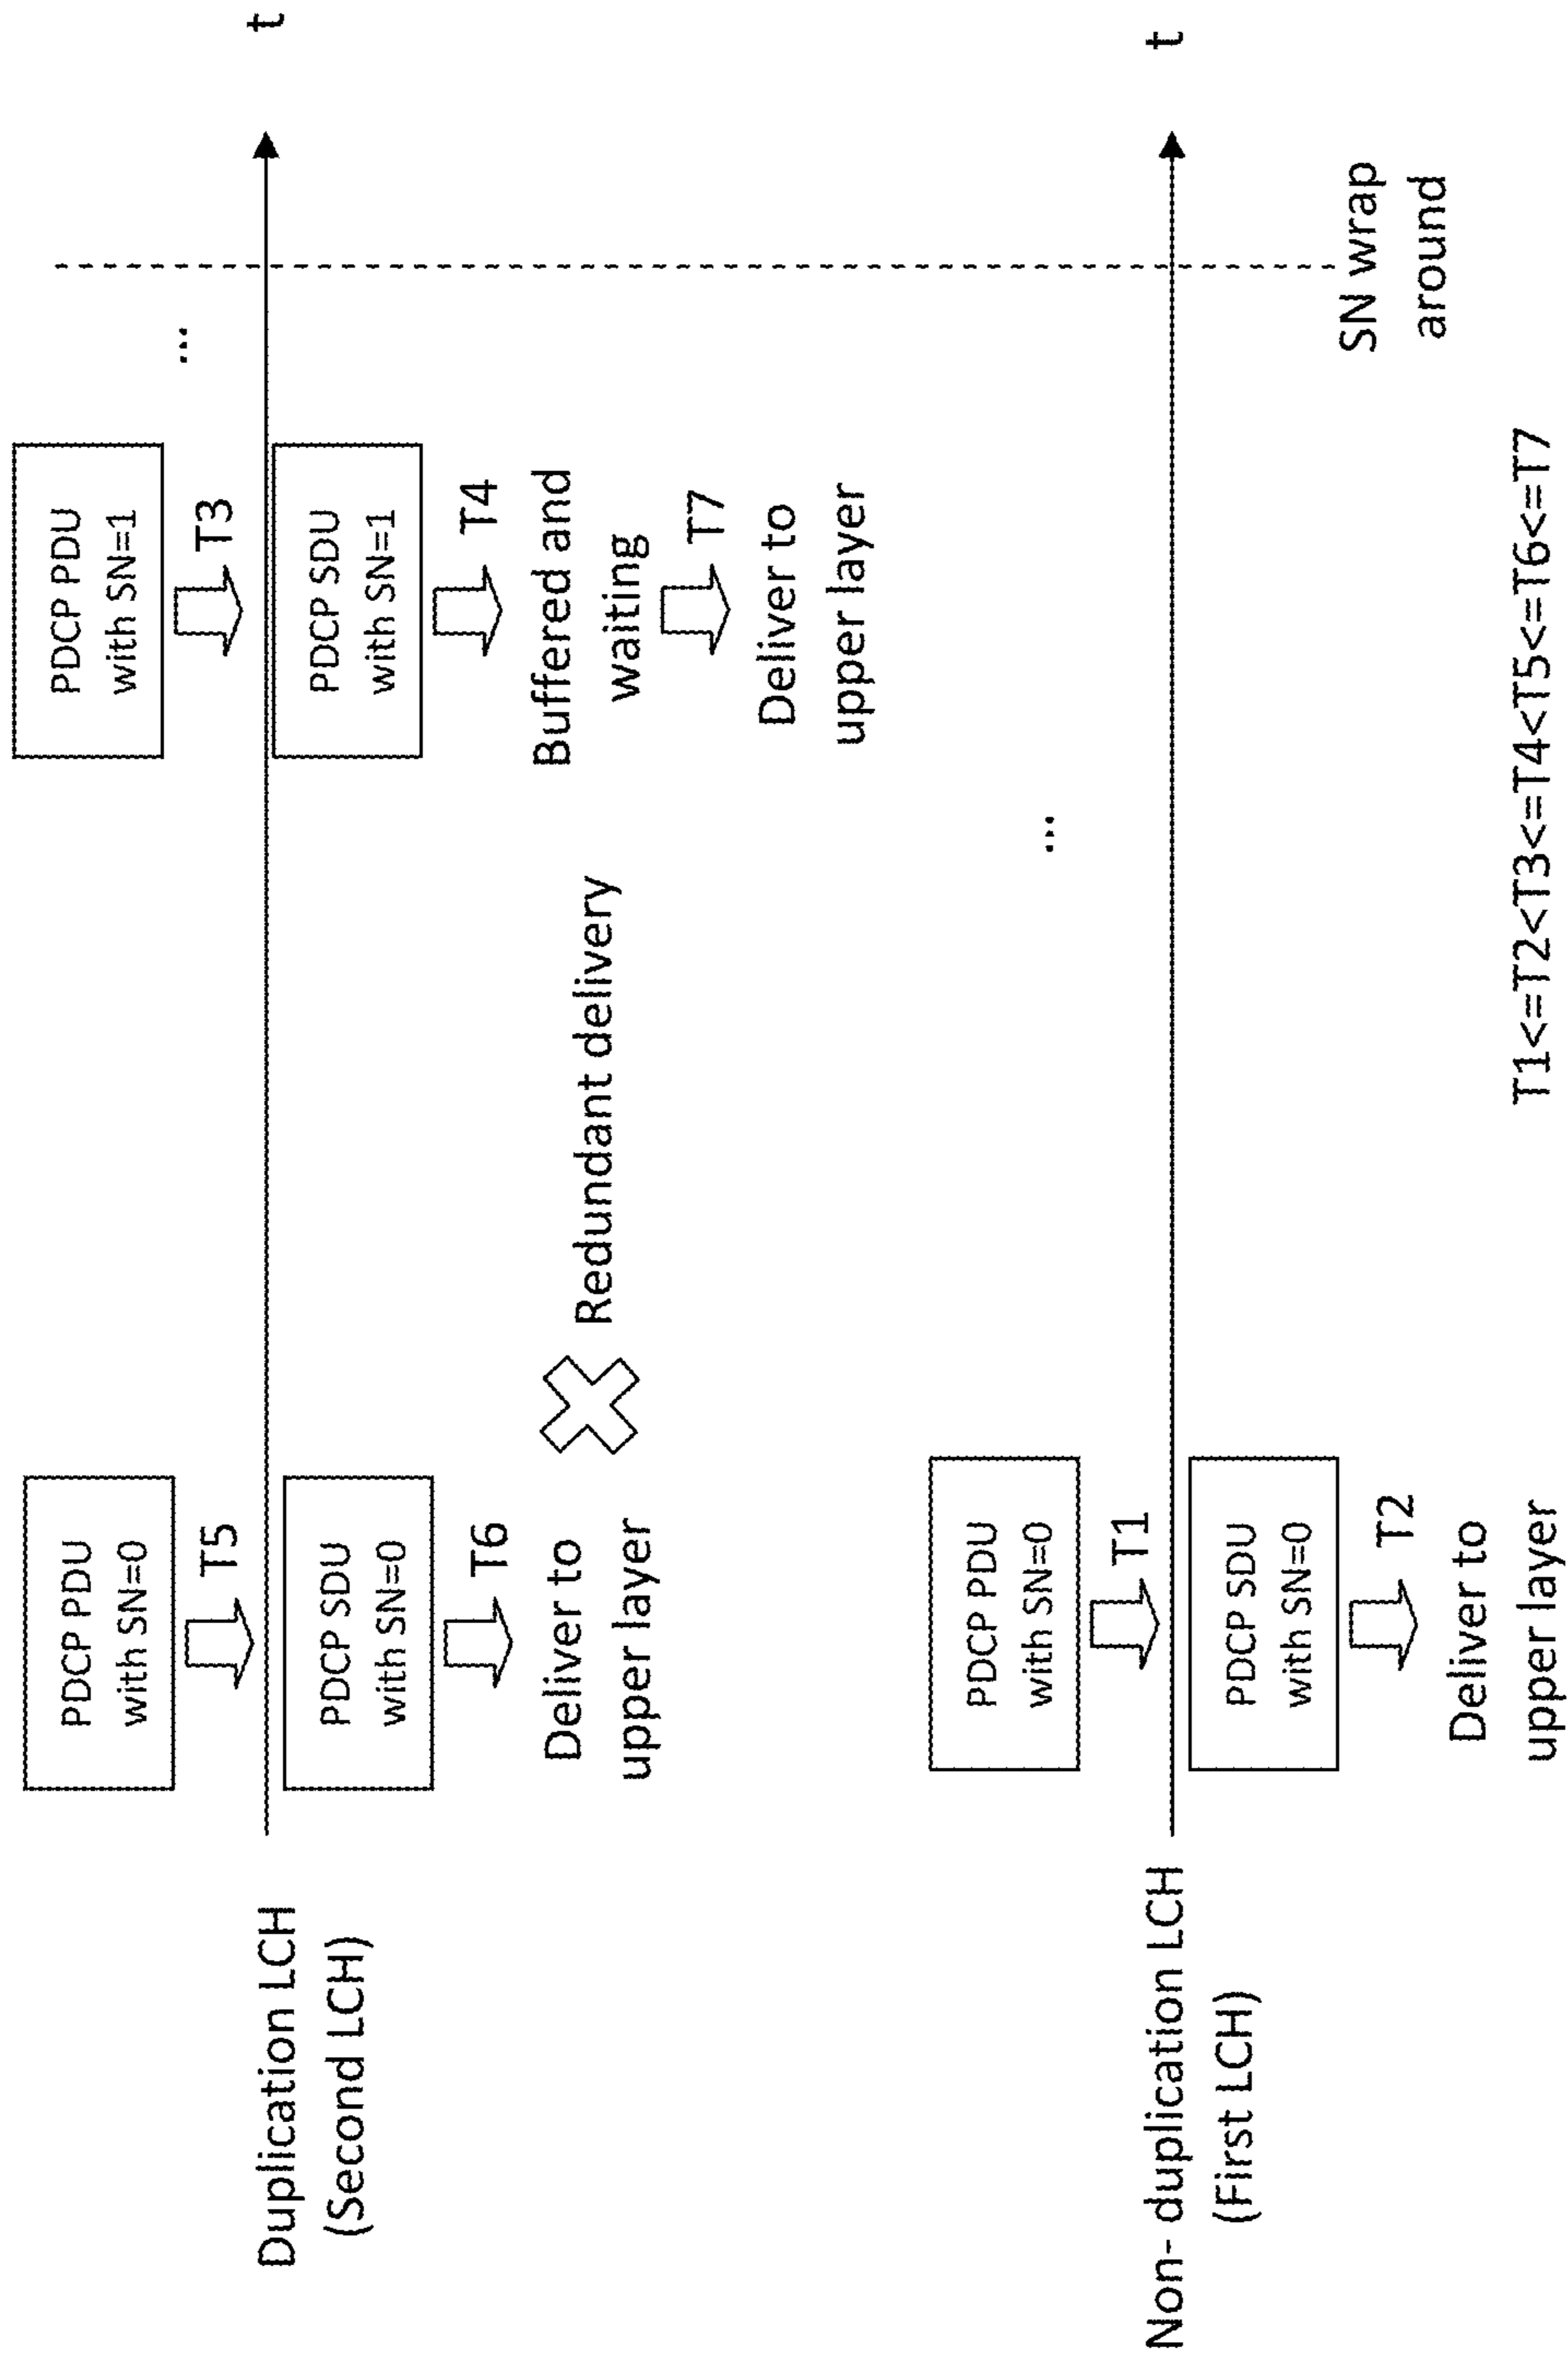 Duplication LCH
(Second LCH)
PDCP PDU
with SN=0
T5
PDCP SDU
with SN=0
T6
Deliver to
upper layer
Redundant delivery
PDCP PDU
with SN=1
T3
PDCP SDU
with SN=1
T4
Buffered and
waiting
T7
Deliver to
upper layer
...
t
Non- duplication LCH
(First LCH)
PDCP PDU
with SN=0
T1
PDCP SDU
with SN=0
T2
Deliver to
upper layer
...
t
SN wrap
around
T1<=T2<T3<=T4<T5<=T6<=T7